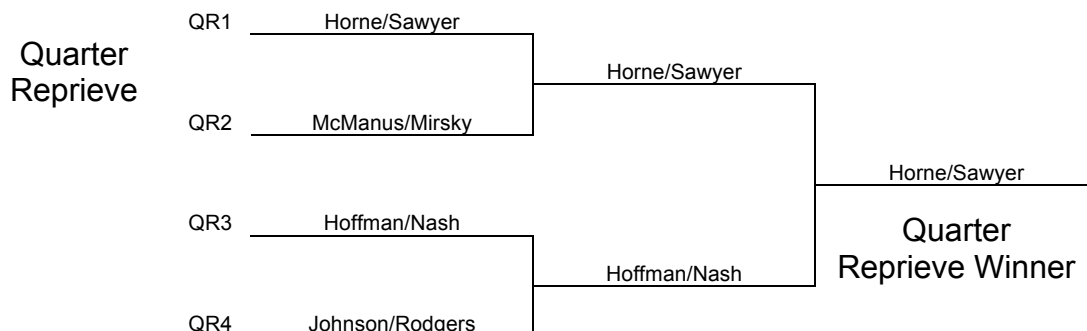 QR1 Horne/Sawyer
Quarter
Reprieve
Horne/Sawyer
QR2 McManus/Mirsky
Horne/Sawyer
QR3 Hoffman/Nash
Quarter
Reprieve Winner
Hoffman/Nash
QR4 Johnson/Rodgers